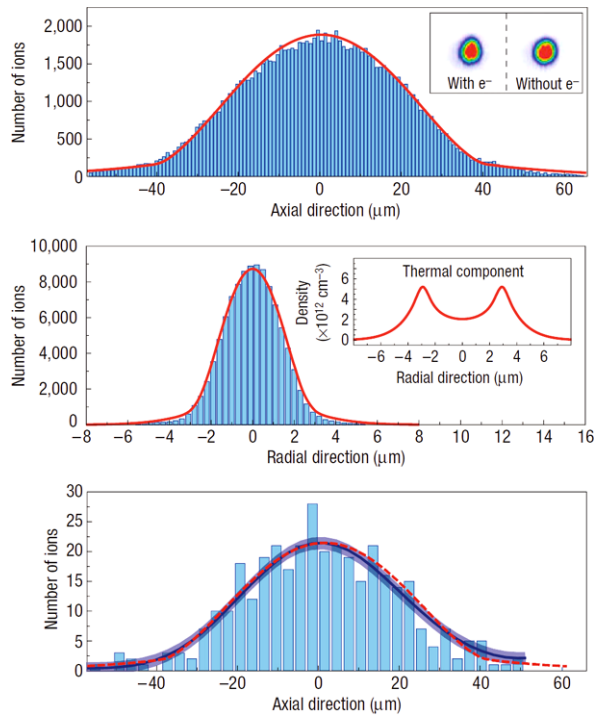 2,000
1,500
1,000
500
0
Number of ions
With e⁻ Without e⁻
−40 −20 0 20 40 60
Axial direction (μm)
10,000
8,000
6,000
4,000
2,000
0
Number of ions
Thermal component
Density
(×10¹² cm⁻³)
6
4
2
0
−6 −4 −2 0 2 4 6
Radial direction (μm)
−8 −6 −4 −2 0 2 4 6 8 10 12 14 16
Radial direction (μm)
30
25
20
15
10
5
0
Number of ions
−40 −20 0 20 40 60
Axial direction (μm)